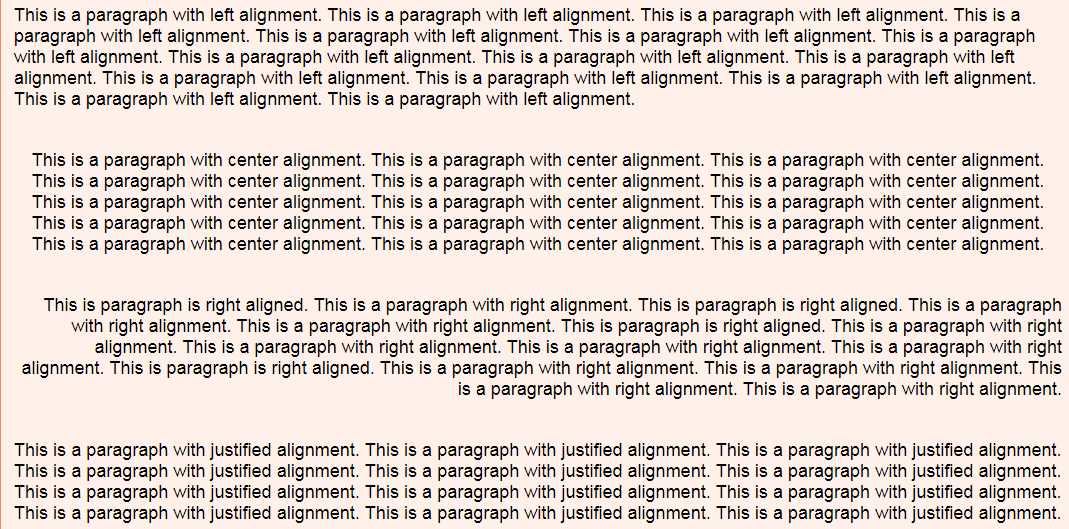 This is a paragraph with left alignment. This is a paragraph with left alignment. This is a paragraph with left alignment. This is a
paragraph with left alignment. This is a paragraph with left alignment. This is a paragraph with left alignment. This is a paragraph
with left alignment. This is a paragraph with left alignment. This is a paragraph with left alignment. This is a paragraph with left
alignment. This is a paragraph with left alignment. This is a paragraph with left alignment. This is a paragraph with left alignment.
This is a paragraph with left alignment. This is a paragraph with left alignment.
This is a paragraph with center alignment. This is a paragraph with center alignment. This is a paragraph with center alignment.
This is a paragraph with center alignment. This is a paragraph with center alignment. This is a paragraph with center alignment.
This is a paragraph with center alignment. This is a paragraph with center alignment. This is a paragraph with center alignment.
This is a paragraph with center alignment. This is a paragraph with center alignment. This is a paragraph with center alignment.
This is a paragraph with center alignment. This is a paragraph with center alignment. This is a paragraph with center alignment.
This is paragraph is right aligned. This is a paragraph with right alignment. This is paragraph is right aligned. This is a paragraph
with right alignment. This is a paragraph with right alignment. This is paragraph is right aligned. This is a paragraph with right
alignment. This is a paragraph with right alignment. This is a paragraph with right alignment. This is a paragraph with right
alignment. This is paragraph is right aligned. This is a paragraph with right alignment. This is a paragraph with right alignment. This
is a paragraph with right alignment. This is a paragraph with right alignment.
This is a paragraph with justified alignment. This is a paragraph with justified alignment. This is a paragraph with justified alignment.
This is a paragraph with justified alignment. This is a paragraph with justified alignment. This is a paragraph with justified alignment.
This is a paragraph with justified alignment. This is a paragraph with justified alignment. This is a paragraph with justified alignment.
This is a paragraph with justified alignment. This is a paragraph with justified alignment. This is a paragraph with justified alignment.